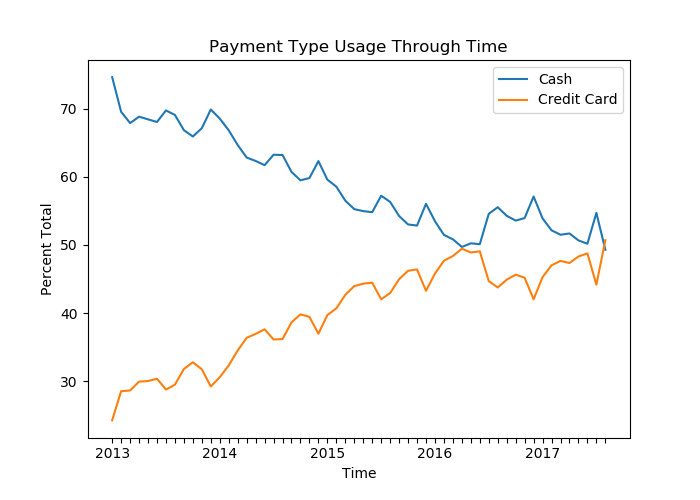 Payment Type Usage Through Time
Cash
Credit Card
70
60
50
40
30
Percent Total
2013 2014 2015 2016 2017
Time